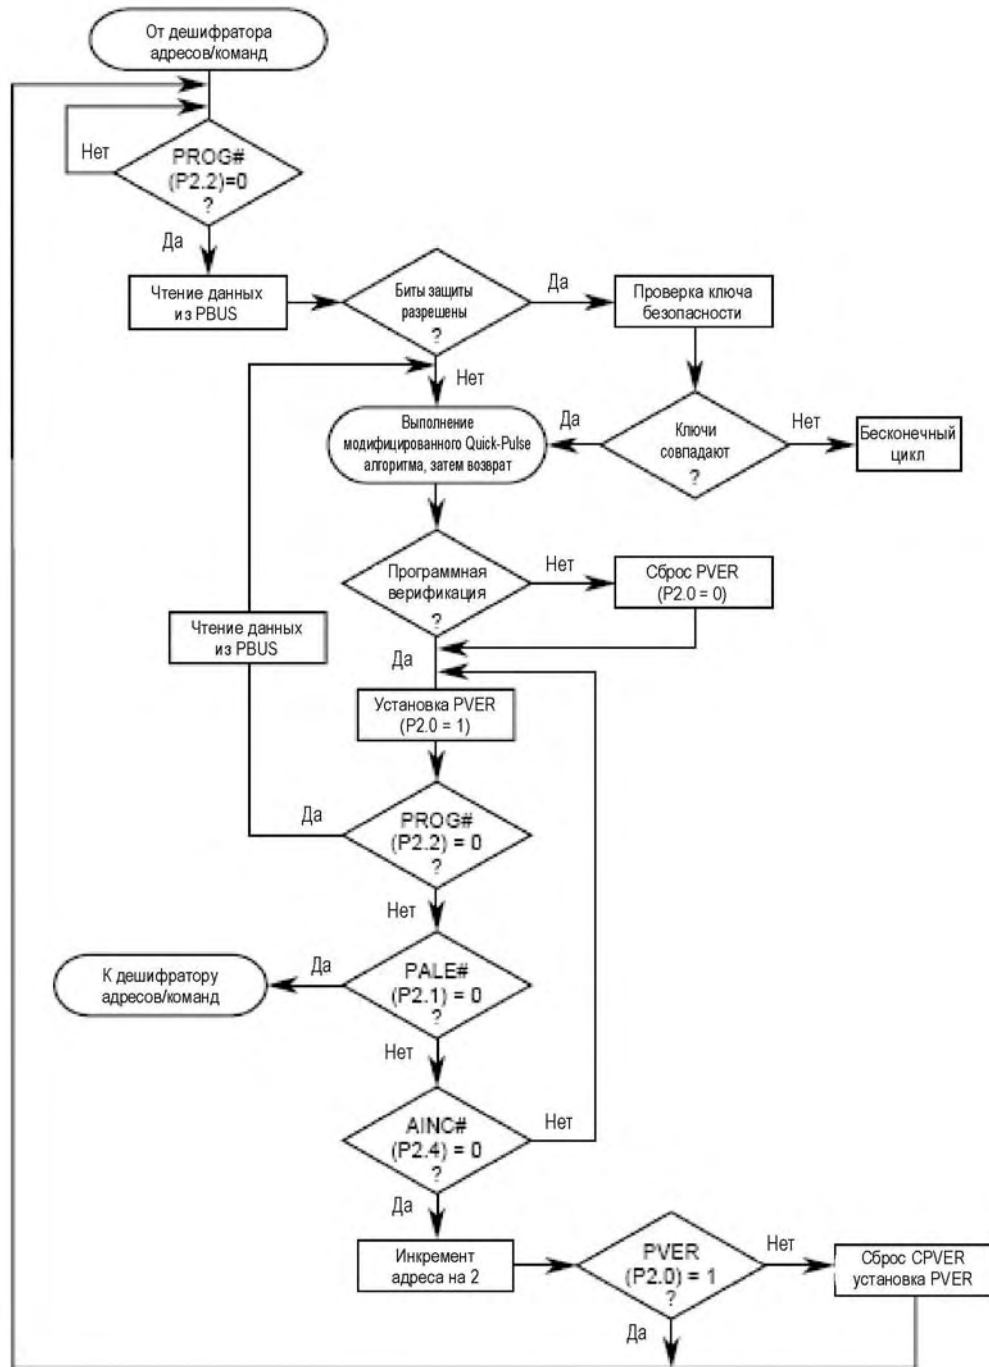 От дешифратора
адресов/команд
Нет
PROG#
(P2.2)=0
?
Да
Чтение данных
из PBUS
Биты защиты
разрешены
?
Да
Проверка ключа
безопасности
Нет
Выполнение
модифицированного Quick-Pulse
алгоритма, затем возврат
Да
Ключи
совпадают
?
Нет
Бесконечный
цикл
Программная
верификация
?
Нет
Сброс PVER
(P2.0 = 0)
Чтение данных
из PBUS
Да
Установка PVER
(P2.0 = 1)
Да
PROG#
(P2.2) = 0
?
Нет
К дешифратору
адресов/команд
Да
PALE#
(P2.1) = 0
?
Нет
AINC#
(P2.4) = 0
?
Нет
Да
Инкремент
адреса на 2
PVER
(P2.0) = 1
?
Нет
Сброс CPVER
установка PVER
Да